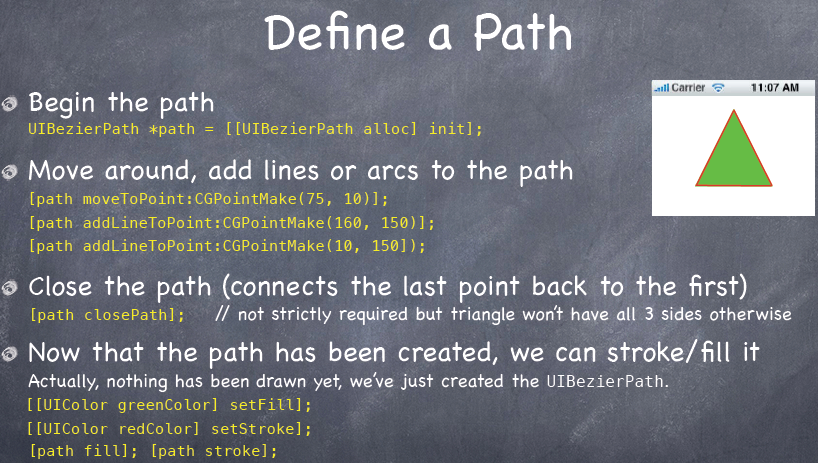 Define a Path
Carrier 11:07 AM
Begin the path
UIBezierPath *path = [[UIBezierPath alloc] init];
Move around, add lines or arcs to the path
[path moveToPoint:CGPointMake(75, 10)];
[path addLineToPoint:CGPointMake(160, 150)];
[path addLineToPoint:CGPointMake(10, 150]);
Close the path (connects the last point back to the first)
[path closePath]; // not strictly required but triangle won't have all 3 sides otherwise
Now that the path has been created, we can stroke/fill it
Actually, nothing has been drawn yet, we've just created the UIBezierPath.
[[UIColor greenColor] setFill];
[[UIColor redColor] setStroke];
[path fill]; [path stroke];